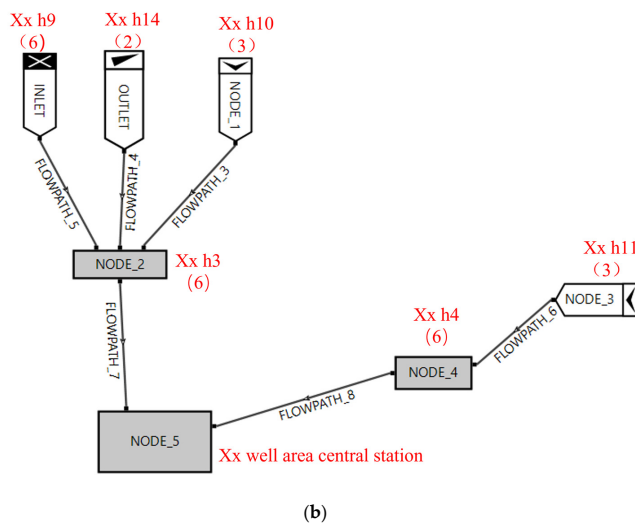 Xx h9
（6）
Xx h14
（2）
Xx h10
（3）
INLET
OUTLET
NODE_1
FLOWPATH_5
FLOWPATH_4
FLOWPATH_3
NODE_2
Xx h3
（6）
Xx h11
（3）
NODE_3
FLOWPATH_6
Xx h4
（6）
NODE_4
FLOWPATH_7
FLOWPATH_8
NODE_5
Xx well area central station
(b)